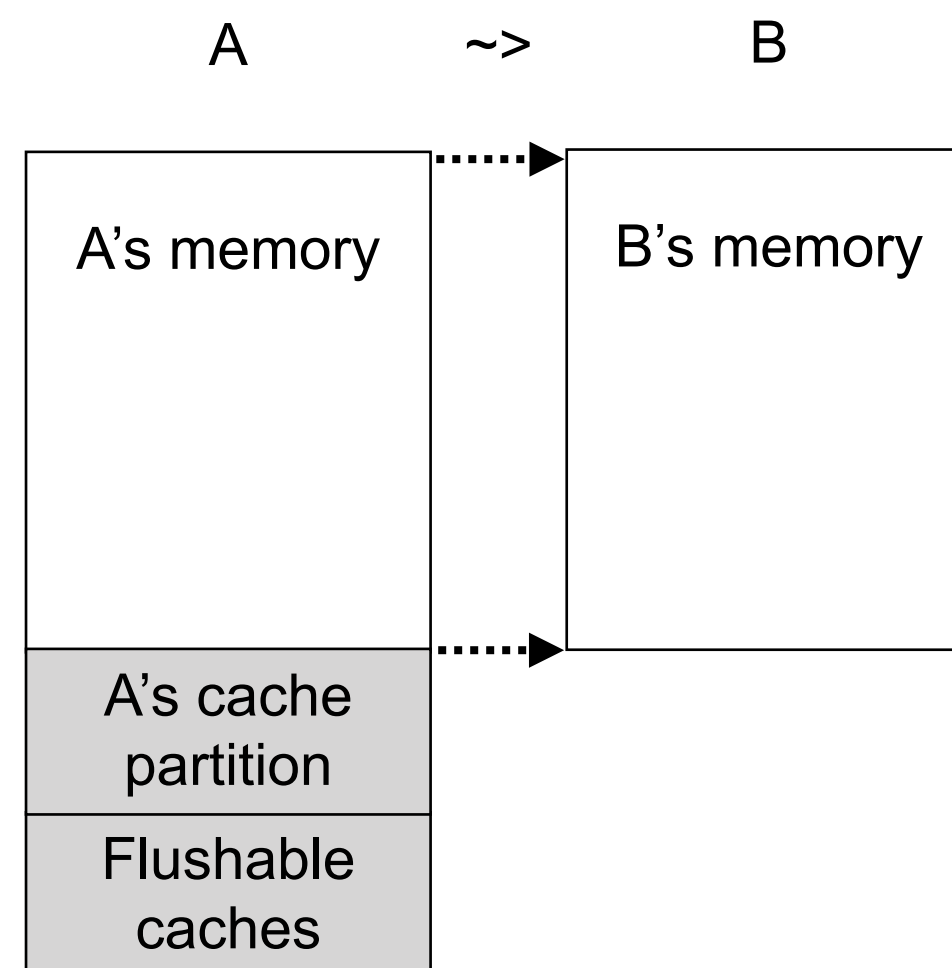 A ~> B
A’s memory
B’s memory
A’s cache
partition
Flushable
caches